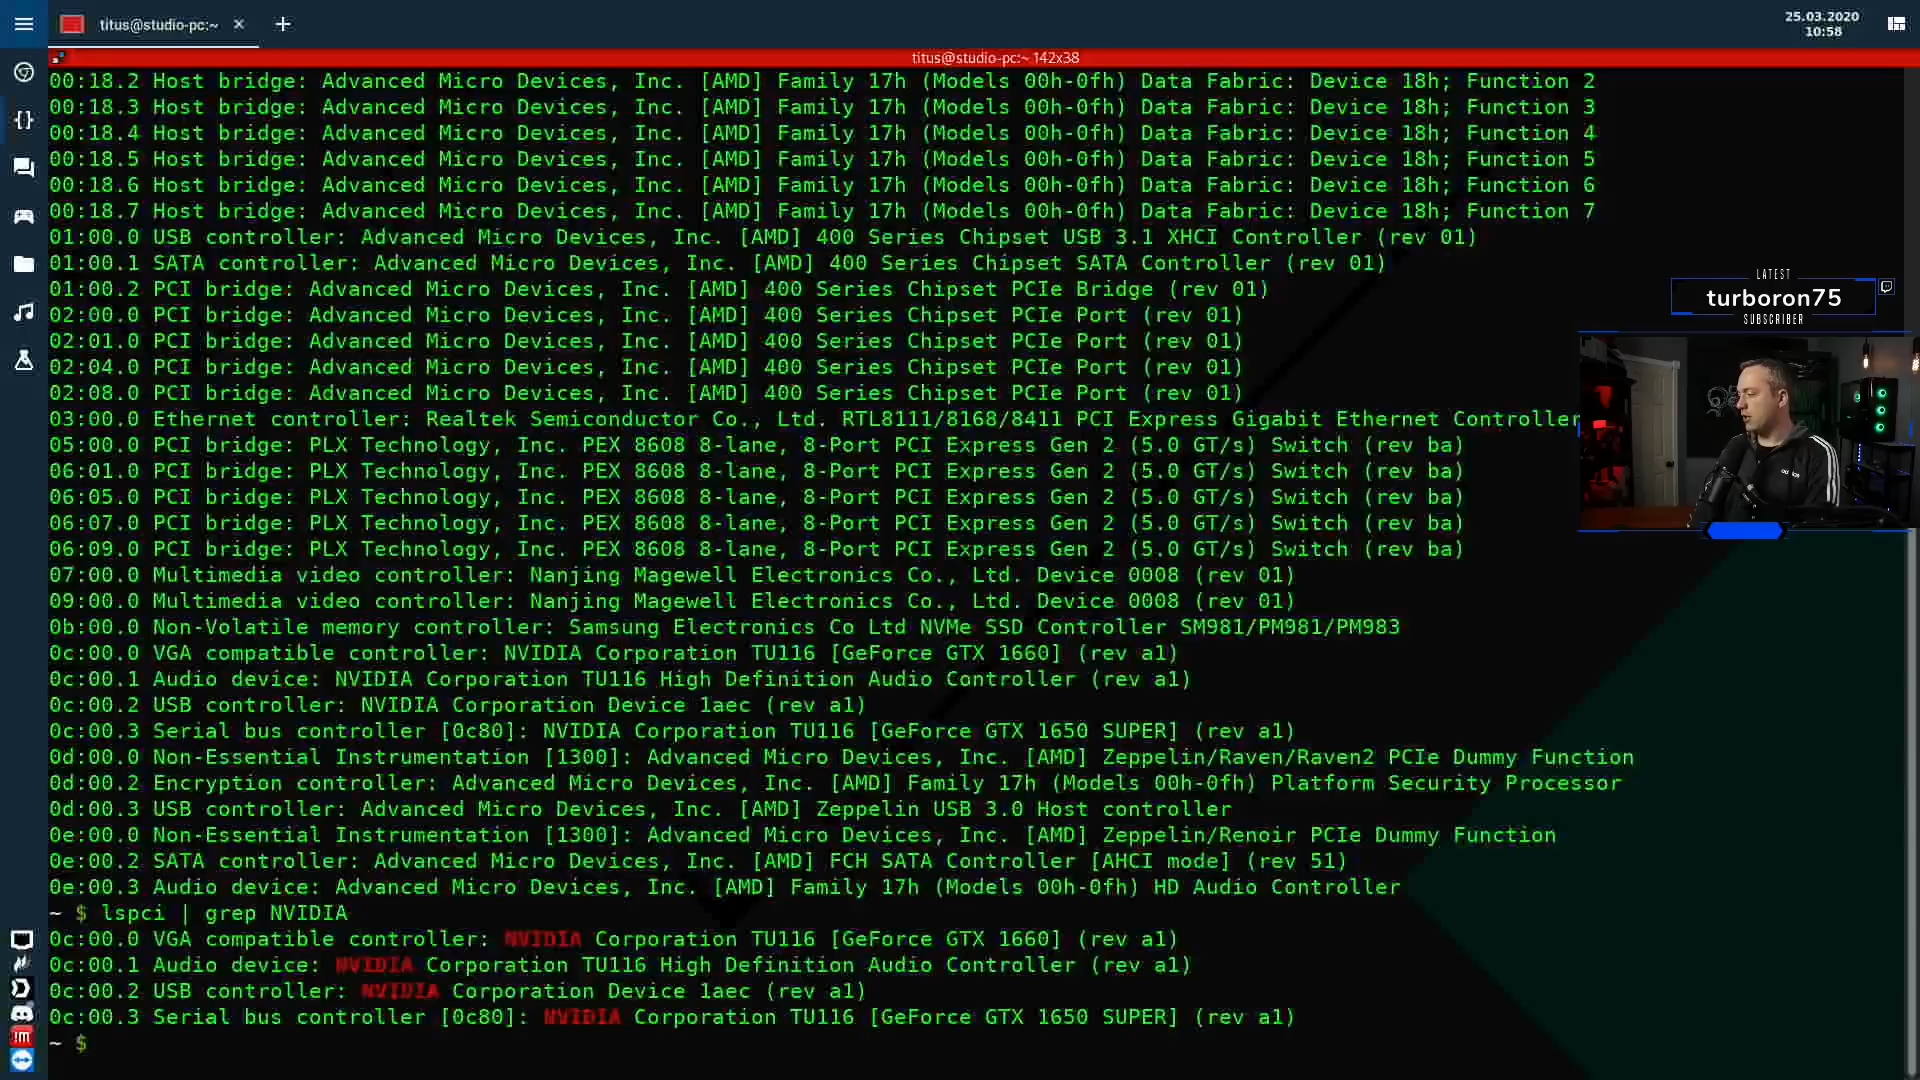 titus@studio-pc:~
25.03.2020
10:58
titus@studio-pc:~ 142x38
00:18.2 Host bridge: Advanced Micro Devices, Inc. [AMD] Family 17h (Models 00h-0fh) Data Fabric: Device 18h; Function 2
00:18.3 Host bridge: Advanced Micro Devices, Inc. [AMD] Family 17h (Models 00h-0fh) Data Fabric: Device 18h; Function 3
00:18.4 Host bridge: Advanced Micro Devices, Inc. [AMD] Family 17h (Models 00h-0fh) Data Fabric: Device 18h; Function 4
00:18.5 Host bridge: Advanced Micro Devices, Inc. [AMD] Family 17h (Models 00h-0fh) Data Fabric: Device 18h; Function 5
00:18.6 Host bridge: Advanced Micro Devices, Inc. [AMD] Family 17h (Models 00h-0fh) Data Fabric: Device 18h; Function 6
00:18.7 Host bridge: Advanced Micro Devices, Inc. [AMD] Family 17h (Models 00h-0fh) Data Fabric: Device 18h; Function 7
01:00.0 USB controller: Advanced Micro Devices, Inc. [AMD] 400 Series Chipset USB 3.1 XHCI Controller (rev 01)
01:00.1 SATA controller: Advanced Micro Devices, Inc. [AMD] 400 Series Chipset SATA Controller (rev 01)
01:00.2 PCI bridge: Advanced Micro Devices, Inc. [AMD] 400 Series Chipset PCIe Bridge (rev 01)
02:00.0 PCI bridge: Advanced Micro Devices, Inc. [AMD] 400 Series Chipset PCIe Port (rev 01)
02:01.0 PCI bridge: Advanced Micro Devices, Inc. [AMD] 400 Series Chipset PCIe Port (rev 01)
02:04.0 PCI bridge: Advanced Micro Devices, Inc. [AMD] 400 Series Chipset PCIe Port (rev 01)
02:08.0 PCI bridge: Advanced Micro Devices, Inc. [AMD] 400 Series Chipset PCIe Port (rev 01)
03:00.0 Ethernet controller: Realtek Semiconductor Co., Ltd. RTL8111/8168/8411 PCI Express Gigabit Ethernet Controller
05:00.0 PCI bridge: PLX Technology, Inc. PEX 8608 8-lane, 8-Port PCI Express Gen 2 (5.0 GT/s) Switch (rev ba)
06:01.0 PCI bridge: PLX Technology, Inc. PEX 8608 8-lane, 8-Port PCI Express Gen 2 (5.0 GT/s) Switch (rev ba)
06:05.0 PCI bridge: PLX Technology, Inc. PEX 8608 8-lane, 8-Port PCI Express Gen 2 (5.0 GT/s) Switch (rev ba)
06:07.0 PCI bridge: PLX Technology, Inc. PEX 8608 8-lane, 8-Port PCI Express Gen 2 (5.0 GT/s) Switch (rev ba)
06:09.0 PCI bridge: PLX Technology, Inc. PEX 8608 8-lane, 8-Port PCI Express Gen 2 (5.0 GT/s) Switch (rev ba)
07:00.0 Multimedia video controller: Nanjing Magewell Electronics Co., Ltd. Device 0008 (rev 01)
09:00.0 Multimedia video controller: Nanjing Magewell Electronics Co., Ltd. Device 0008 (rev 01)
0b:00.0 Non-Volatile memory controller: Samsung Electronics Co Ltd NVMe SSD Controller SM981/PM981/PM983
0c:00.0 VGA compatible controller: NVIDIA Corporation TU116 [GeForce GTX 1660] (rev a1)
0c:00.1 Audio device: NVIDIA Corporation TU116 High Definition Audio Controller (rev a1)
0c:00.2 USB controller: NVIDIA Corporation Device 1aec (rev a1)
0c:00.3 Serial bus controller [0c80]: NVIDIA Corporation TU116 [GeForce GTX 1650 SUPER] (rev a1)
0d:00.0 Non-Essential Instrumentation [1300]: Advanced Micro Devices, Inc. [AMD] Zeppelin/Raven/Raven2 PCIe Dummy Function
0d:00.2 Encryption controller: Advanced Micro Devices, Inc. [AMD] Family 17h (Models 00h-0fh) Platform Security Processor
0d:00.3 USB controller: Advanced Micro Devices, Inc. [AMD] Zeppelin USB 3.0 Host controller
0e:00.0 Non-Essential Instrumentation [1300]: Advanced Micro Devices, Inc. [AMD] Zeppelin/Renoir PCIe Dummy Function
0e:00.2 SATA controller: Advanced Micro Devices, Inc. [AMD] FCH SATA Controller [AHCI mode] (rev 51)
0e:00.3 Audio device: Advanced Micro Devices, Inc. [AMD] Family 17h (Models 00h-0fh) HD Audio Controller
~ $ lspci | grep NVIDIA
0c:00.0 VGA compatible controller: NVIDIA Corporation TU116 [GeForce GTX 1660] (rev a1)
0c:00.1 Audio device: NVIDIA Corporation TU116 High Definition Audio Controller (rev a1)
0c:00.2 USB controller: NVIDIA Corporation Device 1aec (rev a1)
0c:00.3 Serial bus controller [0c80]: NVIDIA Corporation TU116 [GeForce GTX 1650 SUPER] (rev a1)
~ $
LATEST
turboron75
SUBSCRIBER
adidas